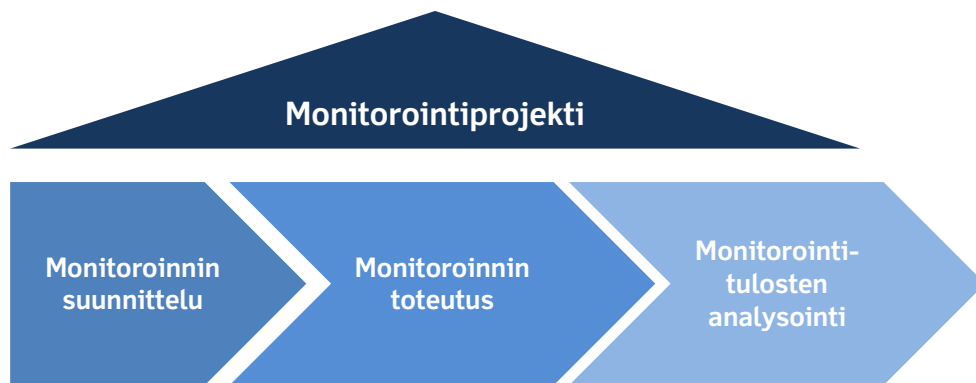 Monitorointiprojekti
Monitoroinnin
suunnittelu
Monitoroinnin
toteutus
Monitorointi-
tulosten
analysointi